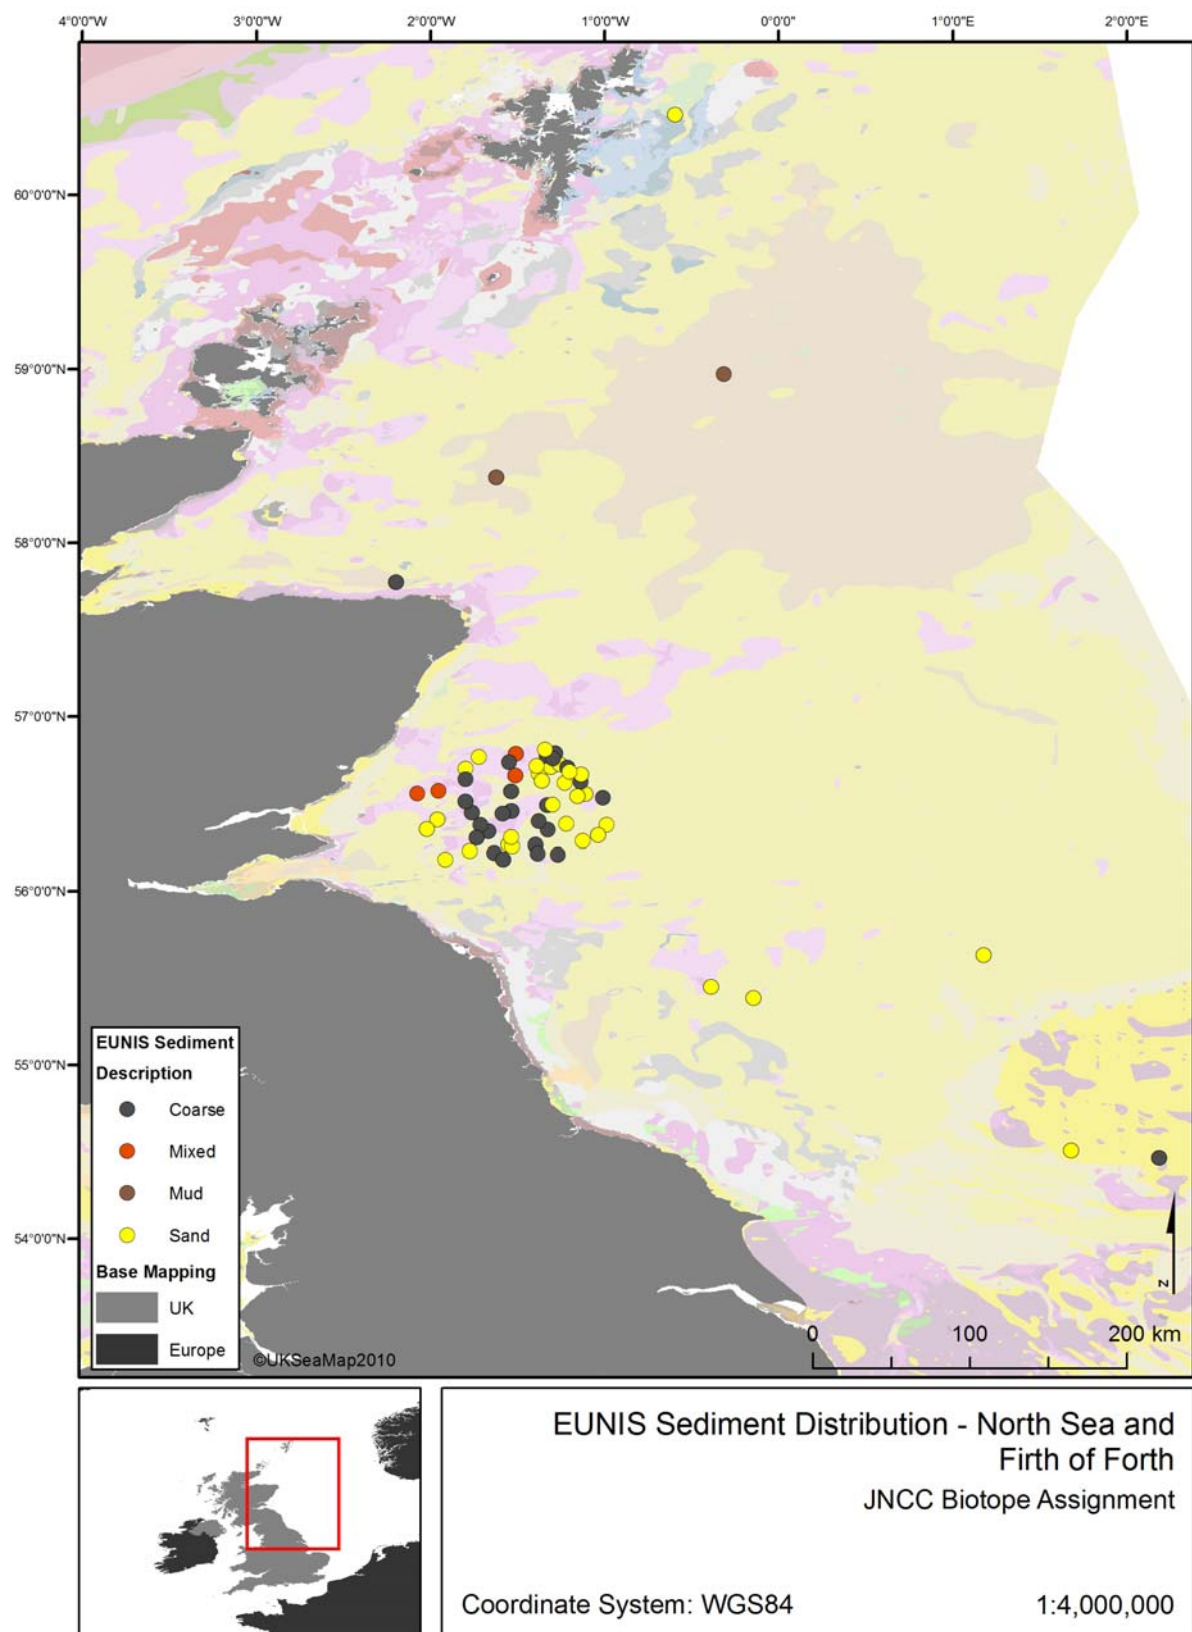 4°0'0"W 3°0'0"W 2°0'0"W 1°0'0"W 0°0'0" 1°0'0"E 2°0'0"E
60°0'0"N
59°0'0"N
58°0'0"N
57°0'0"N
56°0'0"N
55°0'0"N
54°0'0"N
EUNIS Sediment
Description
Coarse
Mixed
Mud
Sand
Base Mapping
UK
Europe
©UKSeaMap2010
N
0 100 200 km
EUNIS Sediment Distribution - North Sea and
Firth of Forth
JNCC Biotope Assignment
Coordinate System: WGS84 1:4,000,000